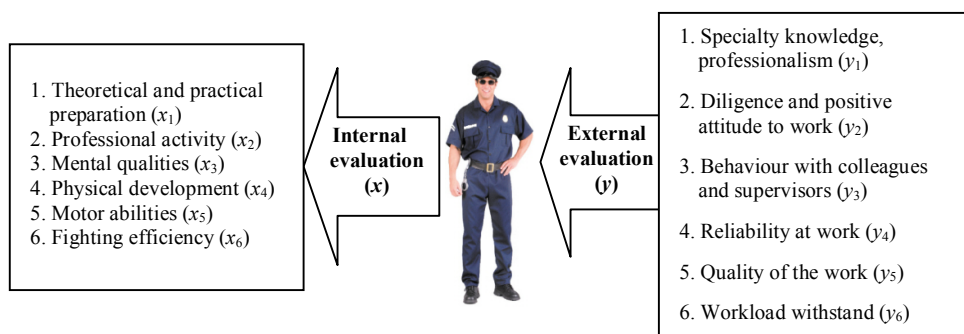 1. Theoretical and practical
preparation (x₁)
2. Professional activity (x₂)
3. Mental qualities (x₃)
4. Physical development (x₄)
5. Motor abilities (x₅)
6. Fighting efficiency (x₆)
Internal
evaluation
(x)
External
evaluation
(y)
1. Specialty knowledge,
professionalism (y₁)
2. Diligence and positive
attitude to work (y₂)
3. Behaviour with colleagues
and supervisors (y₃)
4. Reliability at work (y₄)
5. Quality of the work (y₅)
6. Workload withstand (y₆)